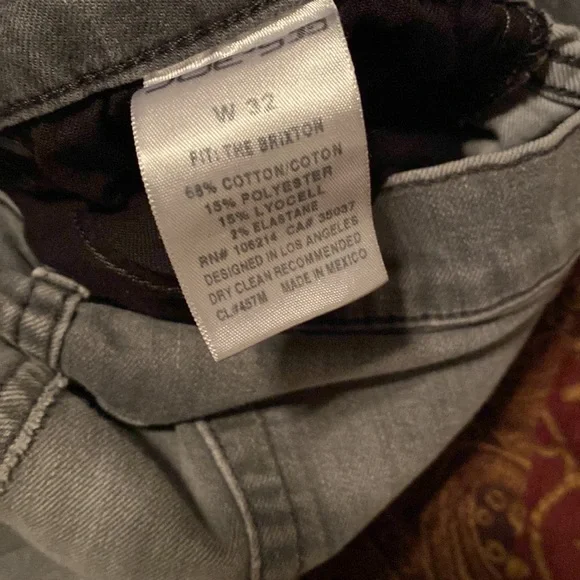 W 32
FIT: THE BRIXTON
68% COTTON/COTON
15% POLYESTER
15% LYOCELL
2% ELASTANE
RN# 106214 CA# 35037
DESIGNED IN LOS ANGELES
DRY CLEAN RECOMMENDED
CL#457M MADE IN MEXICO